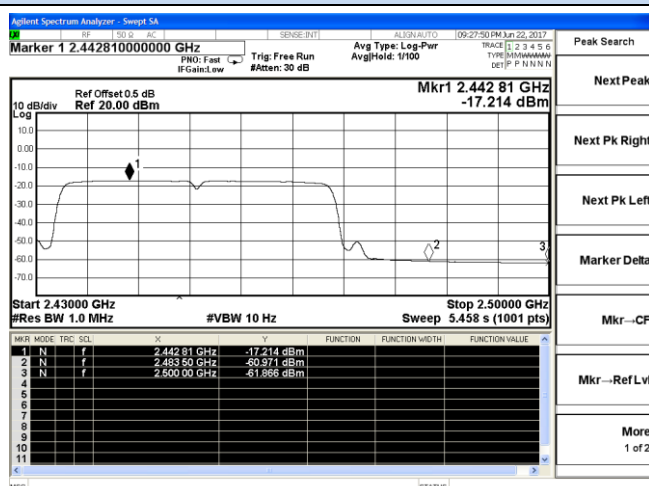 Agilent Spectrum Analyzer - Swept SA
RF 50 Ω AC SENSE:INT ALIGN AUTO 09:27:50 PM Jun 22, 2017
Marker 1 2.442810000000 GHz
PNO: Fast
IFGain:Low
Trig: Free Run
#Atten: 30 dB
Avg Type: Log-Pwr
Avg|Hold: 1/100
TRACE 1 2 3 4 5 6
TYPE MMWWWW
DET P P N N N N
Ref Offset 0.5 dB
10 dB/div Ref 20.00 dBm
Log
Mkr1 2.442 81 GHz
-17.214 dBm
10.0
0.00
-10.0
-20.0
-30.0
-40.0
-50.0
-60.0
-70.0
1
2
3
Start 2.43000 GHz Stop 2.50000 GHz
#Res BW 1.0 MHz #VBW 10 Hz Sweep 5.458 s (1001 pts)
MKR MODE TRC SCL X Y FUNCTION FUNCTION WIDTH FUNCTION VALUE
1 N f 2.442 81 GHz -17.214 dBm
2 N f 2.483 50 GHz -60.971 dBm
3 N f 2.500 00 GHz -61.866 dBm
4
5
6
7
8
9
10
11
MSG STATUS
Peak Search
Next Peak
Next Pk Right
Next Pk Left
Marker Delta
Mkr→CF
Mkr→Ref Lvl
More
1 of 2